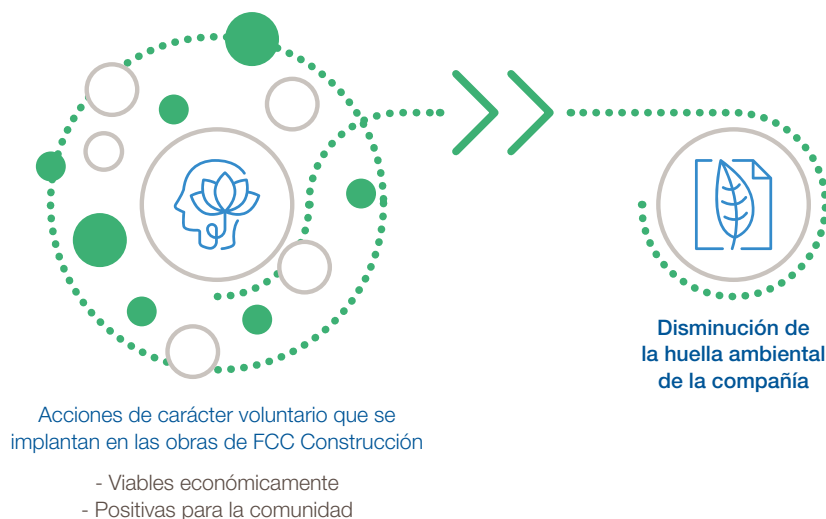 Disminución de
la huella ambiental
de la compañía
Acciones de carácter voluntario que se
implantan en las obras de FCC Construcción
- Viables económicamente
- Positivas para la comunidad